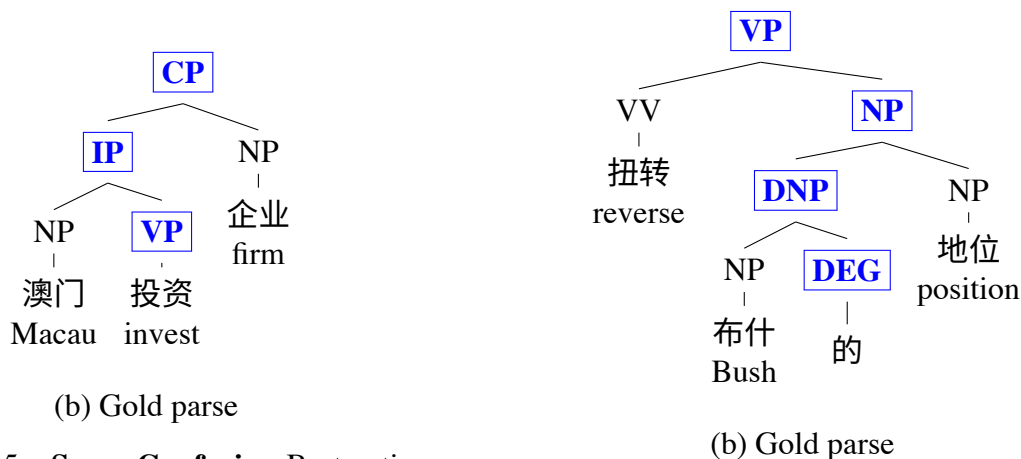 CP
IP NP
企业
firm
NP VP
澳门 投资
Macau invest
(b) Gold parse
VP
VV NP
扭转
reverse
DNP NP
地位
position
NP DEG
布什 的
Bush
(b) Gold parse